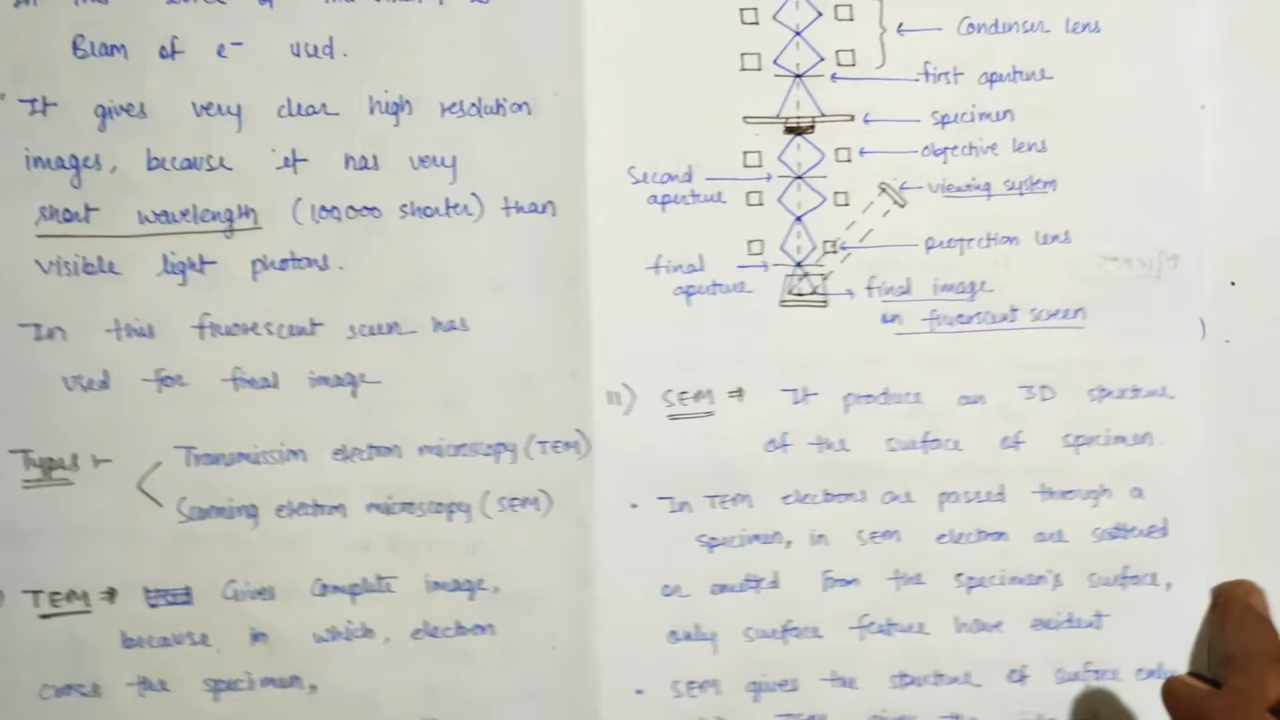 Beam of e- used.
It gives very clear high resolution
images, because it has very
short wavelength (100,000 shorter) than
visible light photons.
In this fluorescent screen has
used for final image
Types :-
Transmission electron microscopy (TEM)
Scanning electron microscopy (SEM)
TEM ⇒ Gives Complete image,
because, in which, electron
cross the specimen,
Condenser lens
first aperture
specimen
objective lens
Second
aperture
viewing system
projection lens
final
aperture
final image
on fluorscent screen
II) SEM ⇒ It produce an 3D structure
of the surface of specimen.
• In TEM electrons are passed through a
specimen, in SEM electron are scattered
or emitted from the specimen's surface,
only surface feature have evident
• SEM gives the structure of surface only